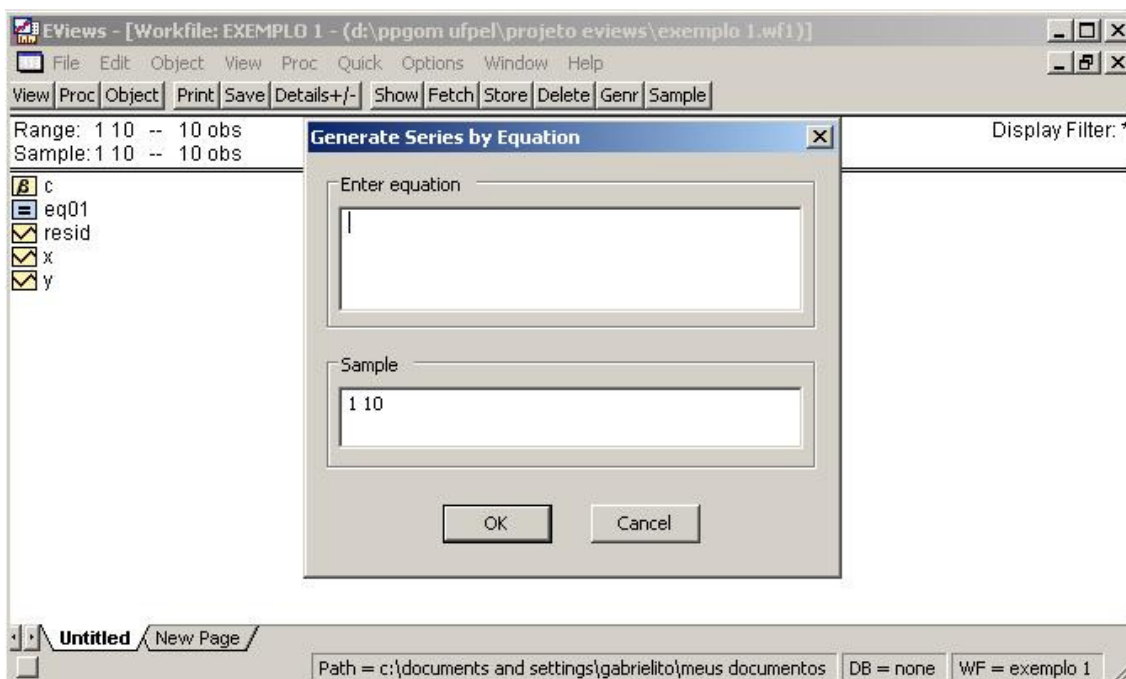 EViews - [Workfile: EXEMPLO 1 - (d:\ppgom ufpel\projeto eviews\exemplo 1.wf1)]
File Edit Object View Proc Quick Options Window Help
View Proc Object Print Save Details+/- Show Fetch Store Delete Genr Sample
Range: 1 10 -- 10 obs
Display Filter: *
Sample: 1 10 -- 10 obs
β c
= eq01
resid
x
y
Generate Series by Equation
Enter equation
Sample
1 10
OK Cancel
Untitled New Page
Path = c:\documents and settings\gabrielito\meus documentos DB = none WF = exemplo 1